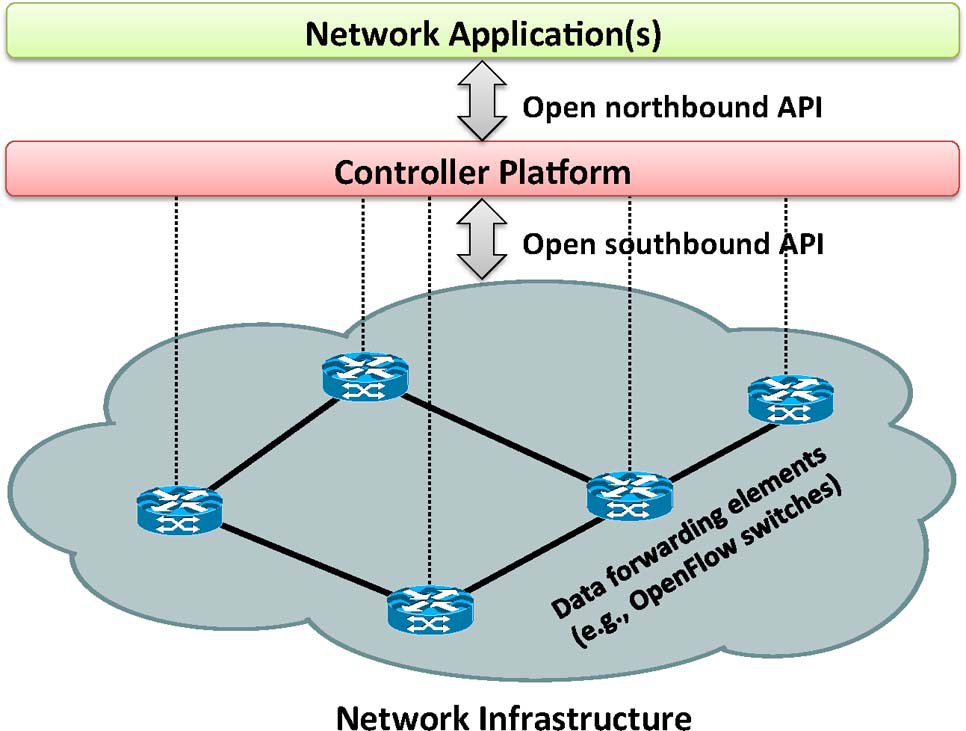 Network Application(s)
Open northbound API
Controller Platform
Open southbound API
Data forwarding elements
(e.g., OpenFlow switches)
Network Infrastructure